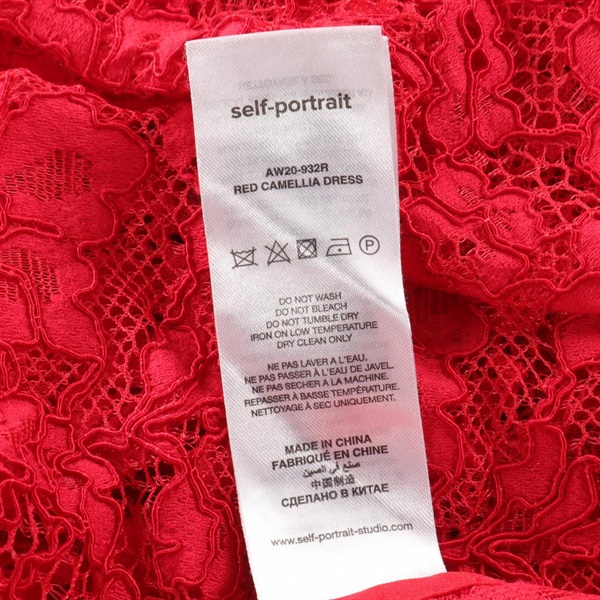 self-portrait
AW20-932R
RED CAMELLIA DRESS
P
DO NOT WASH
DO NOT BLEACH
DO NOT TUMBLE DRY
IRON ON LOW TEMPERATURE
DRY CLEAN ONLY
NE PAS LAVER A L'EAU.
NE PAS PASSER À L'EAU DE JAVEL.
NE PAS SECHER A LA MACHINE.
REPASSER À BASSE TEMPÉRATURE.
NETTOYAGE À SEC UNIQUEMENT.
MADE IN CHINA
FABRIQUÉ EN CHINE
صنع في الصين
中国制造
СДЕЛАНО В КИТАЕ
www.self-portrait-studio.com